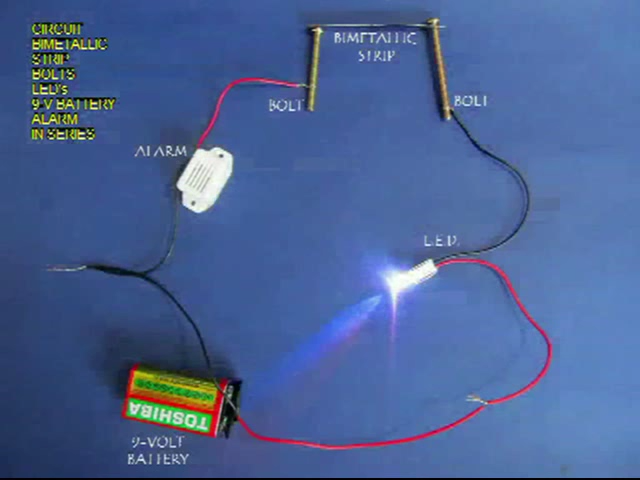 CIRCUIT
BIMETALLIC
STRIP
BOLTS
LED's
9-V BATTERY
ALARM
IN SERIES
BIMETALLIC
STRIP
BOLT
BOLT
ALARM
L.E.D.
TOSHIBA
9-VOLT
BATTERY